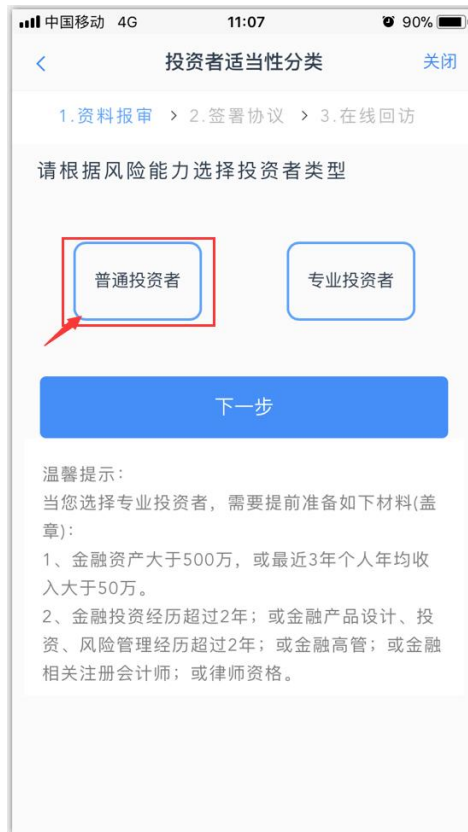 中国移动 4G 11:07 90%
投资者适当性分类 关闭
1.资料报审 > 2.签署协议 > 3.在线回访
请根据风险能力选择投资者类型
普通投资者 专业投资者
下一步
温馨提示:
当您选择专业投资者，需要提前准备如下材料(盖
章):
1、金融资产大于500万，或最近3年个人年均收
入大于50万。
2、金融投资经历超过2年；或金融产品设计、投
资、风险管理经历超过2年；或金融高管；或金融
相关注册会计师；或律师资格。